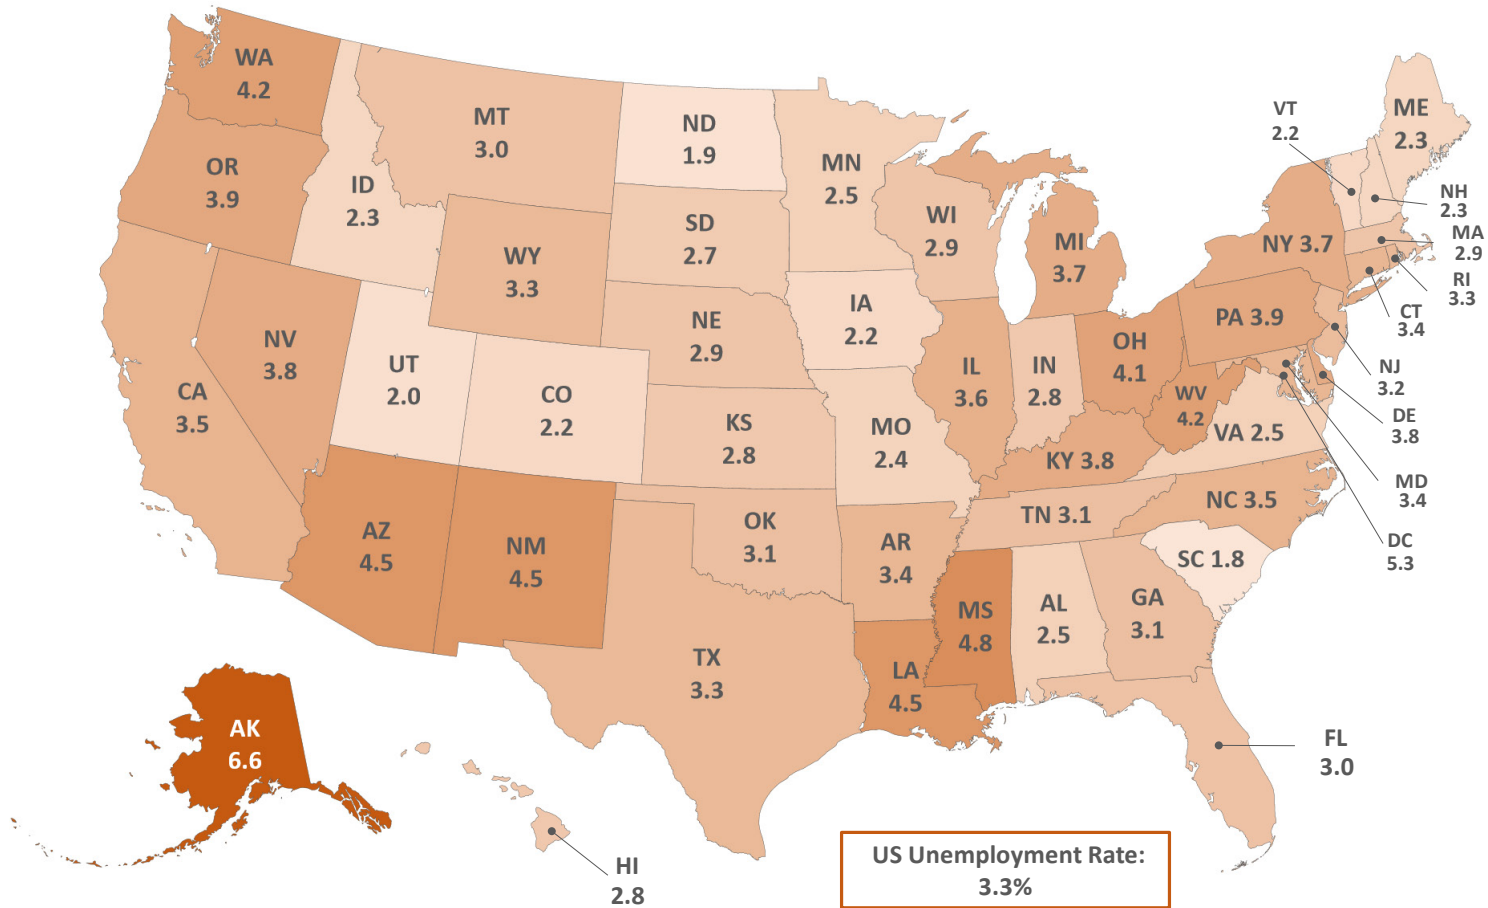 WA
4.2
OR
3.9
CA
3.5
NV
3.8
ID
2.3
MT
3.0
WY
3.3
UT
2.0
CO
2.2
AZ
4.5
NM
4.5
ND
1.9
SD
2.7
NE
2.9
KS
2.8
OK
3.1
TX
3.3
MN
2.5
IA
2.2
MO
2.4
AR
3.4
LA
4.5
WI
2.9
IL
3.6
MI
3.7
IN
2.8
OH
4.1
KY 3.8
TN 3.1
MS
4.8
AL
2.5
GA
3.1
FL
3.0
SC 1.8
NC 3.5
VA 2.5
WV
4.2
PA 3.9
NY 3.7
VT
2.2
ME
2.3
NH
2.3
MA
2.9
RI
3.3
CT
3.4
NJ
3.2
DE
3.8
MD
3.4
DC
5.3
AK
6.6
HI
2.8
US Unemployment Rate:
3.3%